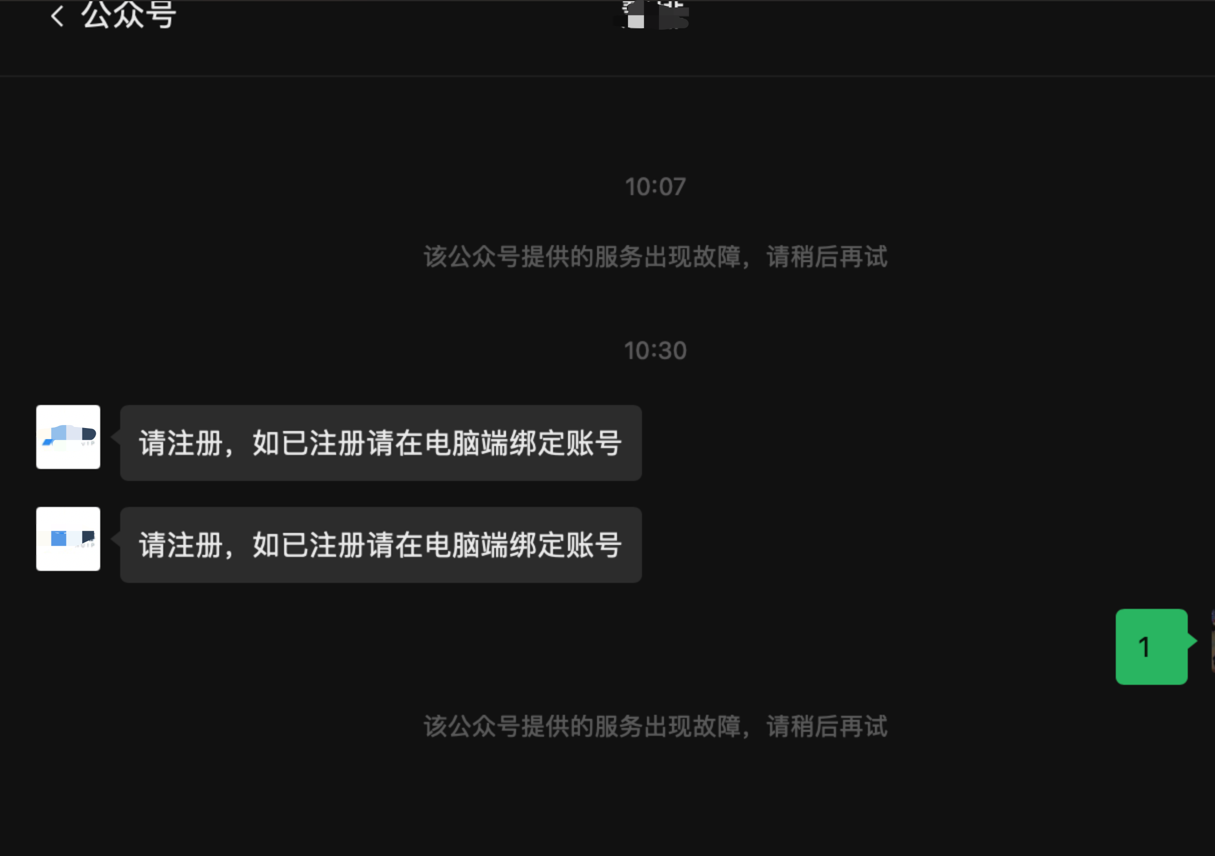 公众号
10:07
该公众号提供的服务出现故障，请稍后再试
10:30
请注册，如已注册请在电脑端绑定账号
请注册，如已注册请在电脑端绑定账号
1
该公众号提供的服务出现故障，请稍后再试